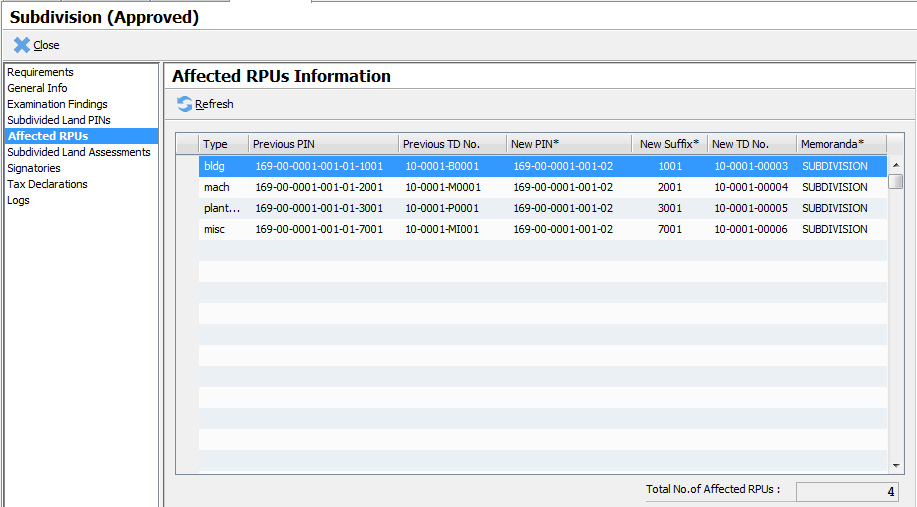 Subdivision (Approved)
Close
Requirements
General Info
Examination Findings
Subdivided Land PINs
Affected RPUs
Subdivided Land Assessments
Signatories
Tax Declarations
Logs
Affected RPUs Information
Refresh
Type Previous PIN Previous TD No. New PIN* New Suffix* New TD No. Memoranda*
bldg 169-00-0001-001-01-1001 10-0001-B0001 169-00-0001-001-02 1001 10-0001-00003 SUBDIVISION
mach 169-00-0001-001-01-2001 10-0001-M0001 169-00-0001-001-02 2001 10-0001-00004 SUBDIVISION
plant... 169-00-0001-001-01-3001 10-0001-P0001 169-00-0001-001-02 3001 10-0001-00005 SUBDIVISION
misc 169-00-0001-001-01-7001 10-0001-MI001 169-00-0001-001-02 7001 10-0001-00006 SUBDIVISION
Total No.of Affected RPUs : 4